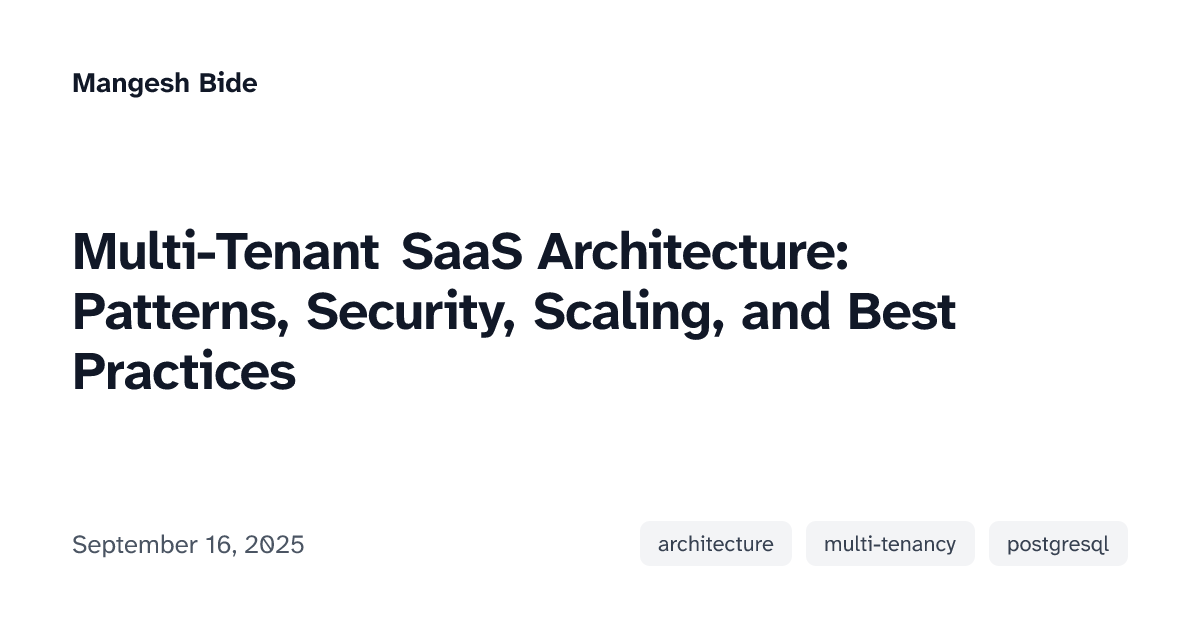 Mangesh Bide
Multi-Tenant SaaS Architecture:
Patterns, Security, Scaling, and Best
Practices
September 16, 2025
architecture
multi-tenancy
postgresql